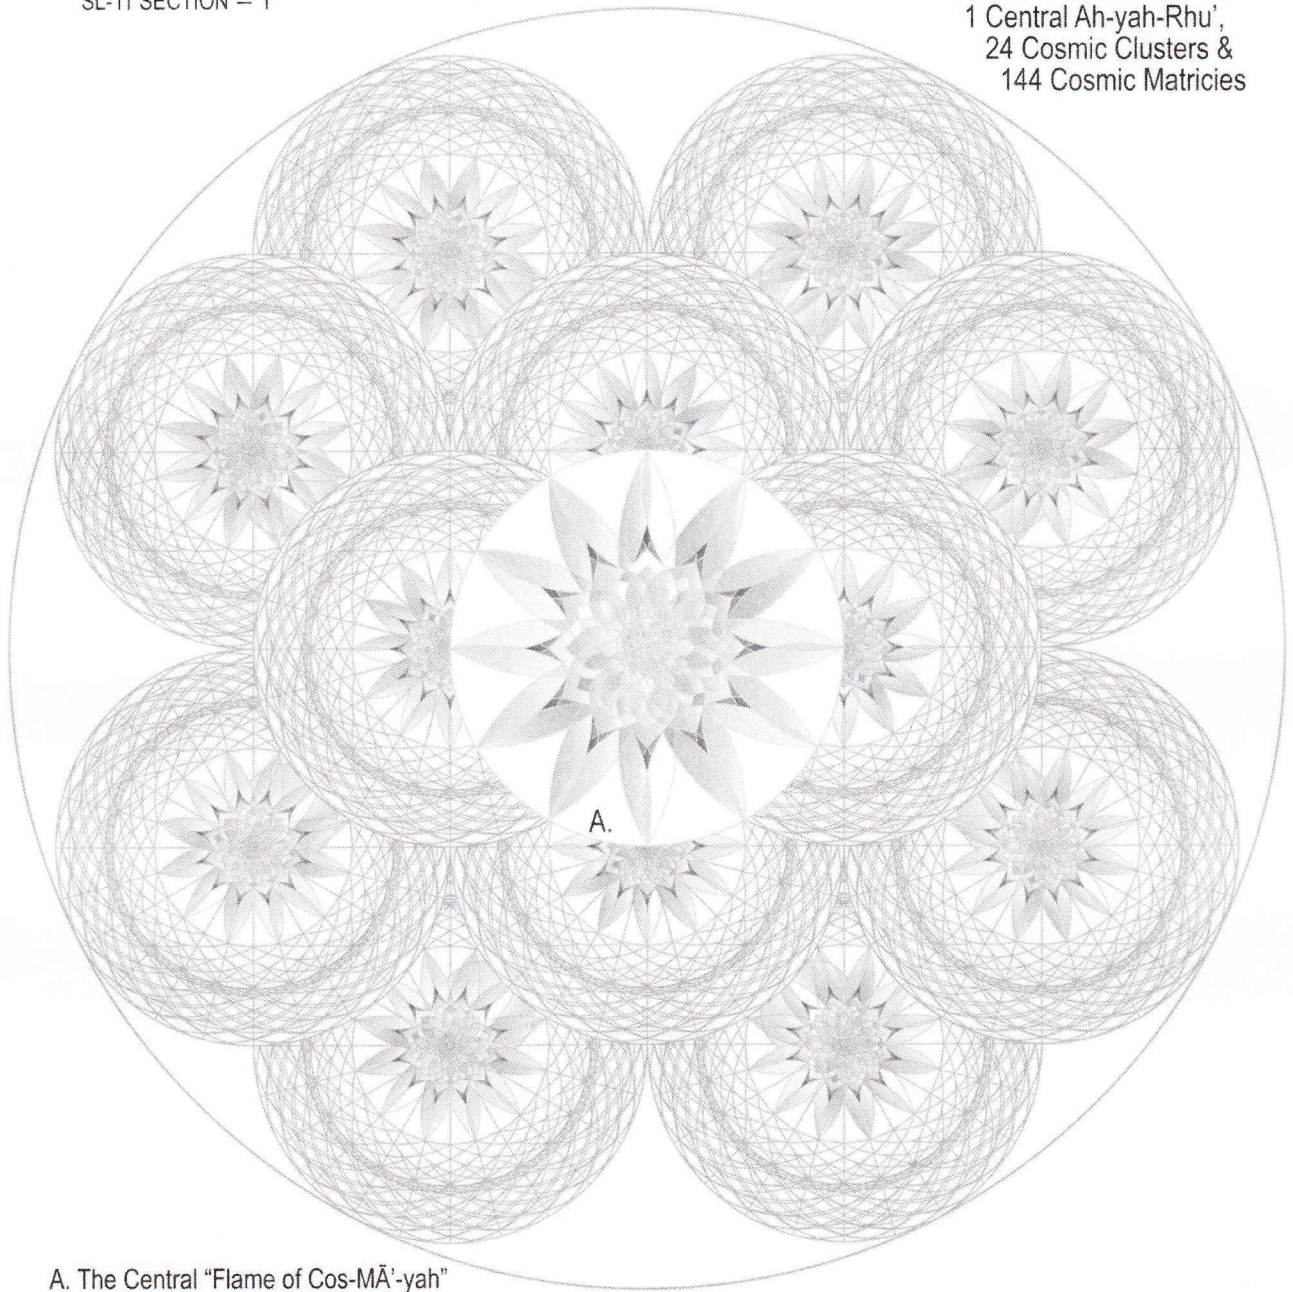 SL-11 SECTION – 1
1 Central Ah-yah-Rhu’,
24 Cosmic Clusters &
144 Cosmic Matricies
A.
A. The Central “Flame of Cos-MĀ’-yah”